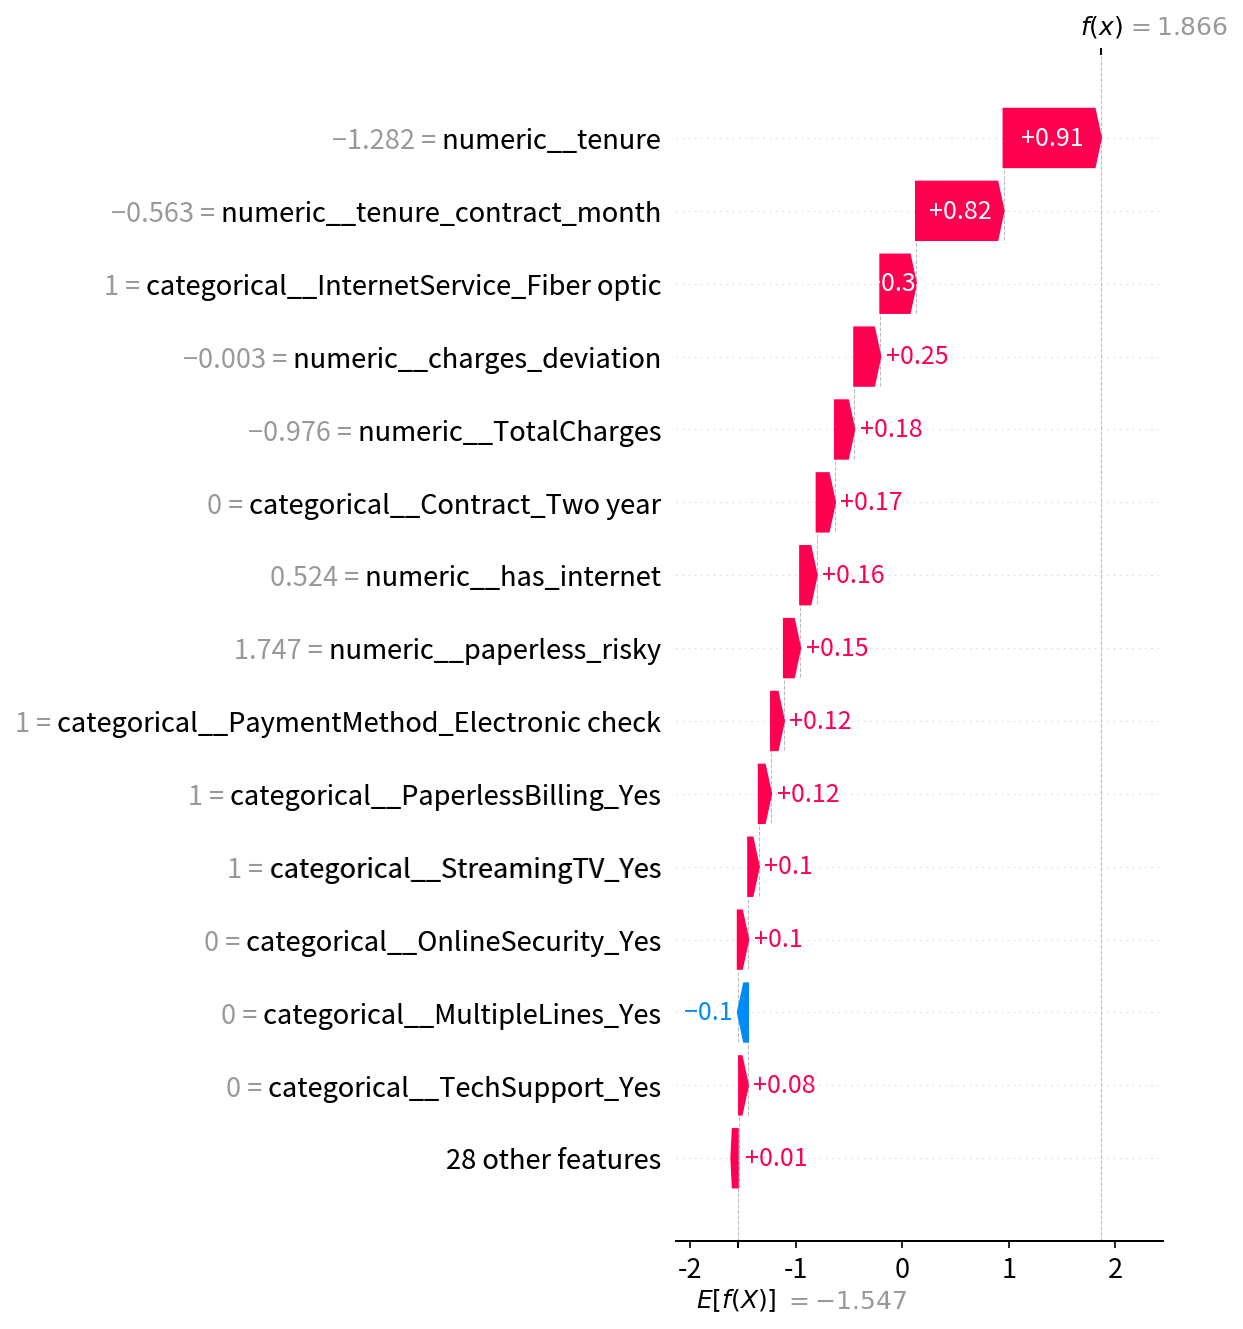 f(x) = 1.866
−1.282 = numeric__tenure +0.91
−0.563 = numeric__tenure_contract_month +0.82
1 = categorical__InternetService_Fiber optic 0.3
−0.003 = numeric__charges_deviation +0.25
−0.976 = numeric__TotalCharges +0.18
0 = categorical__Contract_Two year +0.17
0.524 = numeric__has_internet +0.16
1.747 = numeric__paperless_risky +0.15
1 = categorical__PaymentMethod_Electronic check +0.12
1 = categorical__PaperlessBilling_Yes +0.12
1 = categorical__StreamingTV_Yes +0.1
0 = categorical__OnlineSecurity_Yes +0.1
0 = categorical__MultipleLines_Yes −0.1
0 = categorical__TechSupport_Yes +0.08
28 other features +0.01
-2 -1 0 1 2
E[f(X)] = −1.547